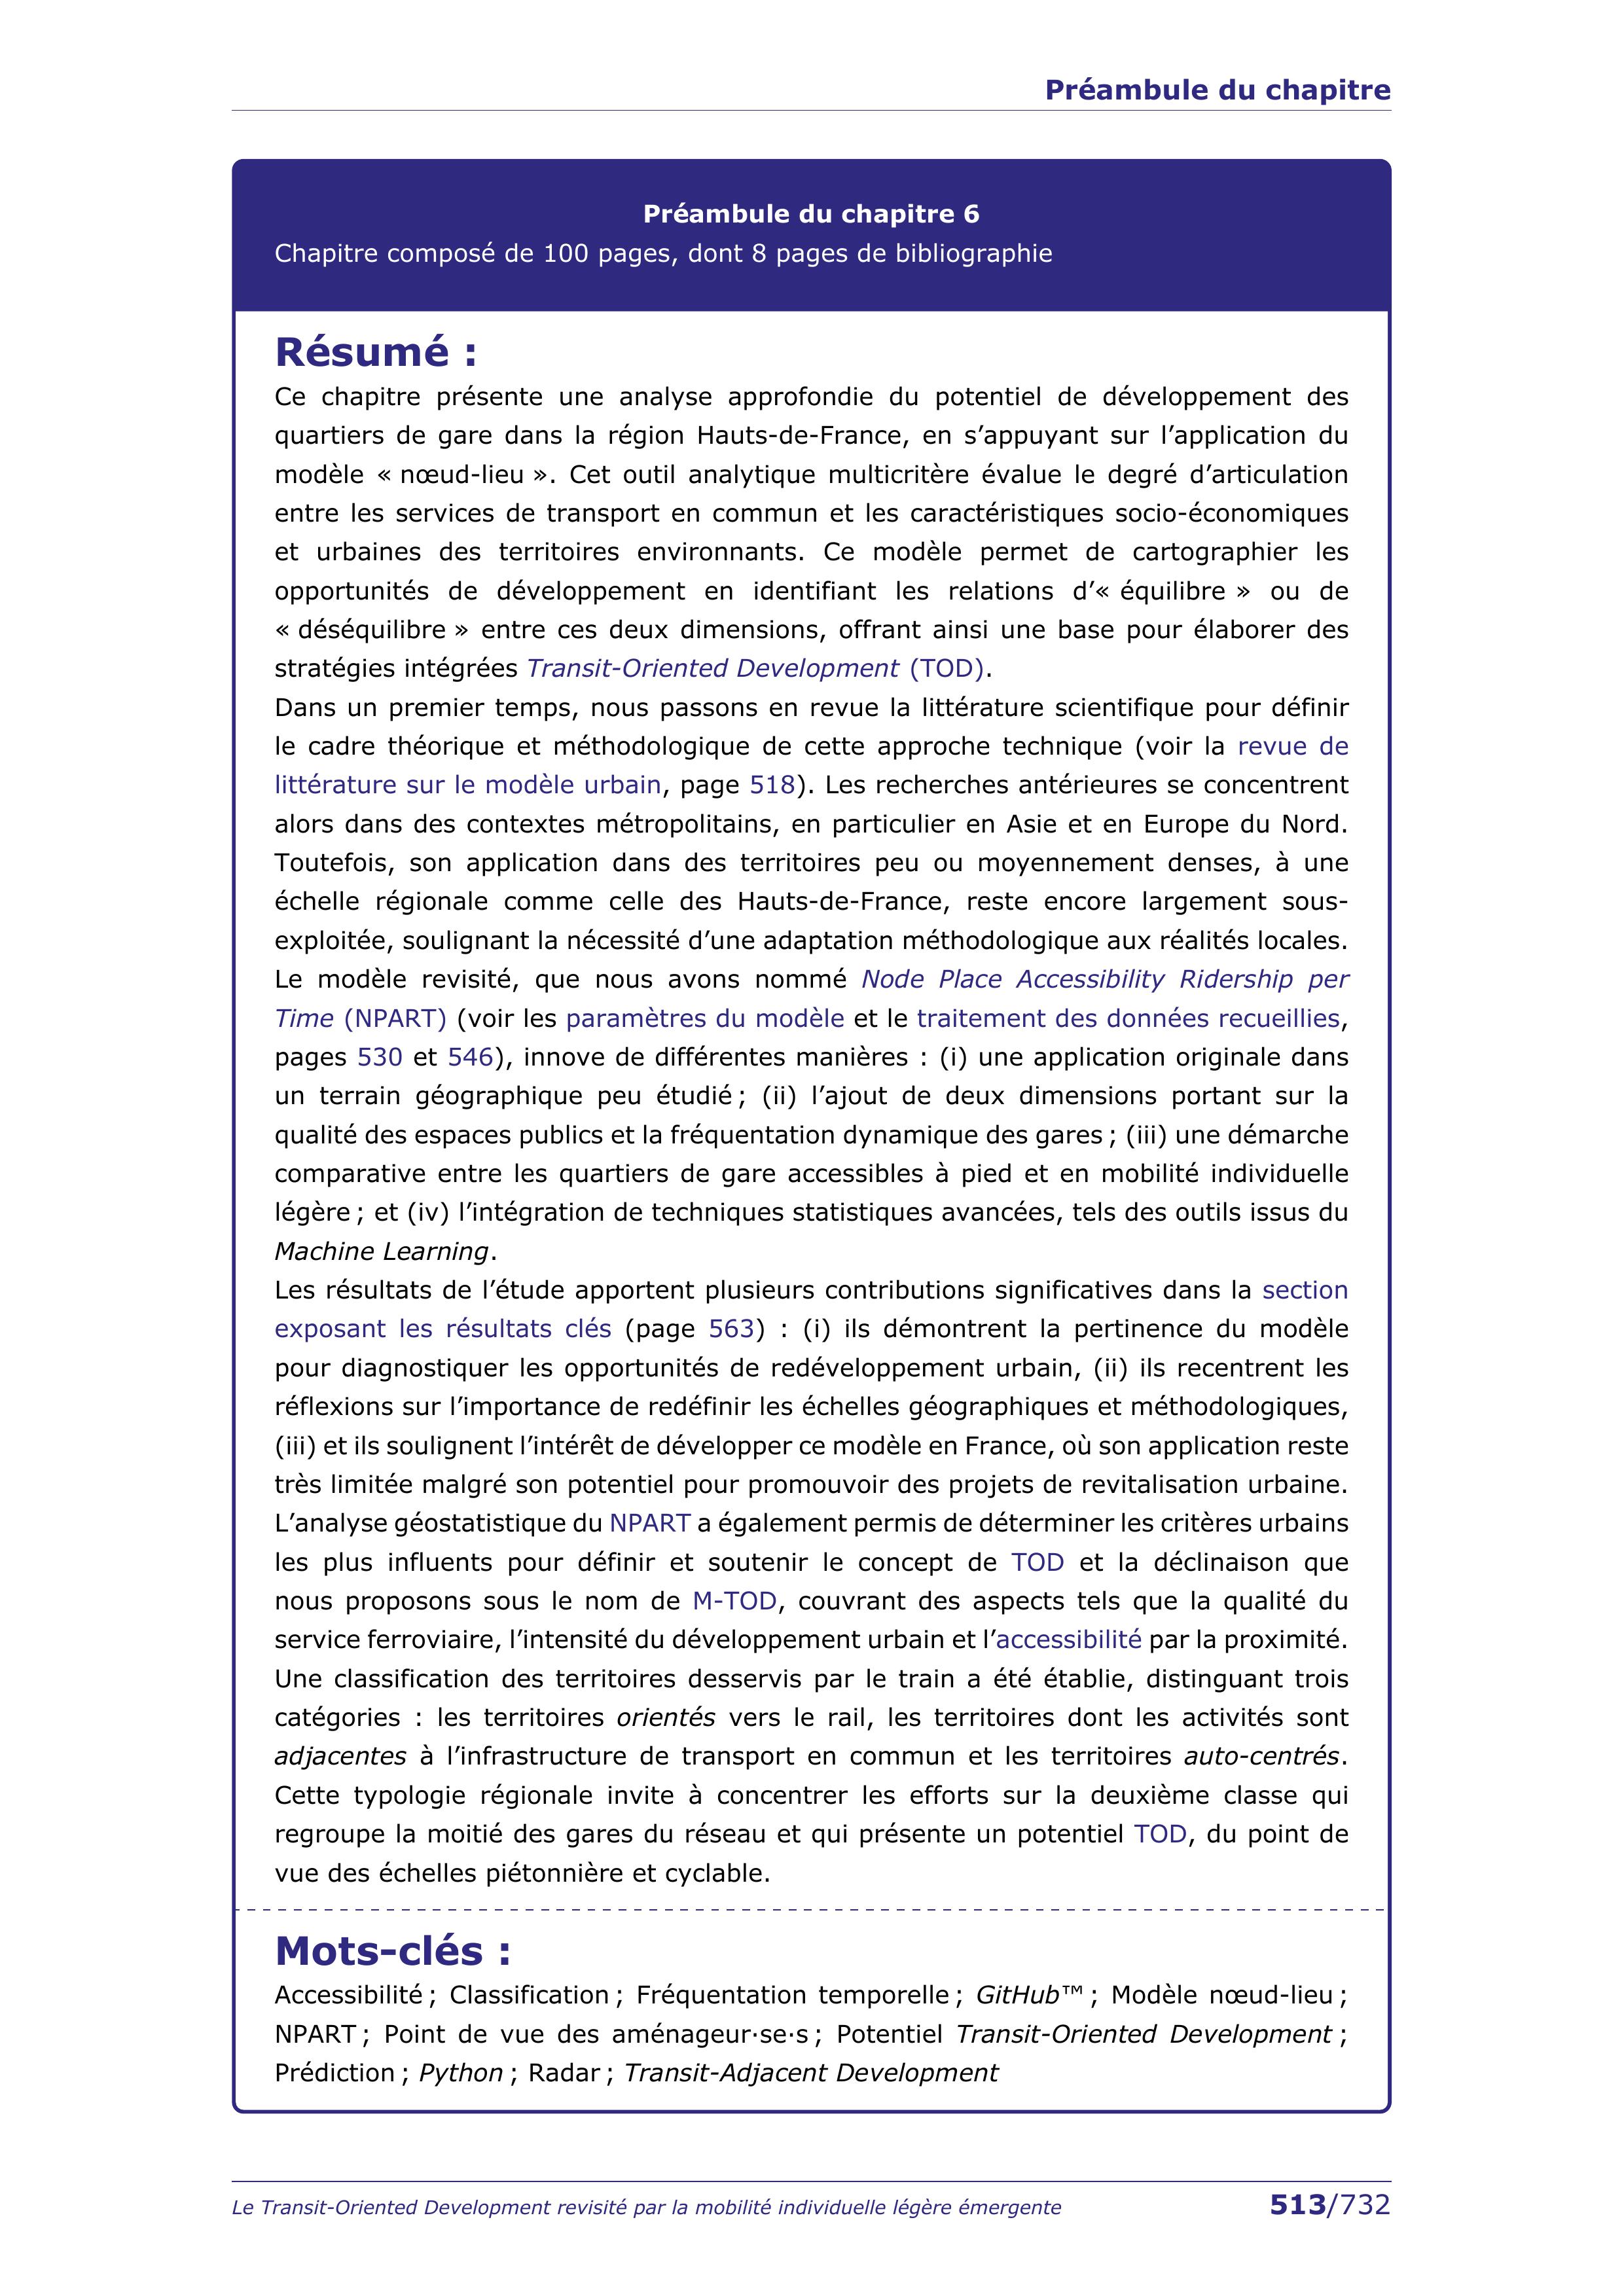 Préambule du chapitre
Préambule du chapitre 6
Chapitre composé de 100 pages, dont 8 pages de bibliographie
Résumé :
Ce chapitre présente une analyse approfondie du potentiel de développement des
quartiers de gare dans la région Hauts-de-France, en s’appuyant sur l’application du
modèle « nœud-lieu ». Cet outil analytique multicritère évalue le degré d’articulation
entre les services de transport en commun et les caractéristiques socio-économiques
et urbaines des territoires environnants. Ce modèle permet de cartographier les
opportunités de développement en identifiant les relations d’« équilibre » ou de
« déséquilibre » entre ces deux dimensions, offrant ainsi une base pour élaborer des
stratégies intégrées Transit-Oriented Development (TOD).
Dans un premier temps, nous passons en revue la littérature scientifique pour définir
le cadre théorique et méthodologique de cette approche technique (voir la revue de
littérature sur le modèle urbain, page 518). Les recherches antérieures se concentrent
alors dans des contextes métropolitains, en particulier en Asie et en Europe du Nord.
Toutefois, son application dans des territoires peu ou moyennement denses, à une
échelle régionale comme celle des Hauts-de-France, reste encore largement sous-
exploitée, soulignant la nécessité d’une adaptation méthodologique aux réalités locales.
Le modèle revisité, que nous avons nommé Node Place Accessibility Ridership per
Time (NPART) (voir les paramètres du modèle et le traitement des données recueillies,
pages 530 et 546), innove de différentes manières : (i) une application originale dans
un terrain géographique peu étudié ; (ii) l’ajout de deux dimensions portant sur la
qualité des espaces publics et la fréquentation dynamique des gares ; (iii) une démarche
comparative entre les quartiers de gare accessibles à pied et en mobilité individuelle
légère ; et (iv) l’intégration de techniques statistiques avancées, tels des outils issus du
Machine Learning.
Les résultats de l’étude apportent plusieurs contributions significatives dans la section
exposant les résultats clés (page 563) : (i) ils démontrent la pertinence du modèle
pour diagnostiquer les opportunités de redéveloppement urbain, (ii) ils recentrent les
réflexions sur l’importance de redéfinir les échelles géographiques et méthodologiques,
(iii) et ils soulignent l’intérêt de développer ce modèle en France, où son application reste
très limitée malgré son potentiel pour promouvoir des projets de revitalisation urbaine.
L’analyse géostatistique du NPART a également permis de déterminer les critères urbains
les plus influents pour définir et soutenir le concept de TOD et la déclinaison que
nous proposons sous le nom de M-TOD, couvrant des aspects tels que la qualité du
service ferroviaire, l’intensité du développement urbain et l’accessibilité par la proximité.
Une classification des territoires desservis par le train a été établie, distinguant trois
catégories : les territoires orientés vers le rail, les territoires dont les activités sont
adjacentes à l’infrastructure de transport en commun et les territoires auto-centrés.
Cette typologie régionale invite à concentrer les efforts sur la deuxième classe qui
regroupe la moitié des gares du réseau et qui présente un potentiel TOD, du point de
vue des échelles piétonnière et cyclable.
Mots-clés :
Accessibilité ; Classification ; Fréquentation temporelle ; GitHub™ ; Modèle nœud-lieu ;
NPART ; Point de vue des aménageur·se·s ; Potentiel Transit-Oriented Development ;
Prédiction ; Python ; Radar ; Transit-Adjacent Development
Le Transit-Oriented Development revisité par la mobilité individuelle légère émergente
513/732